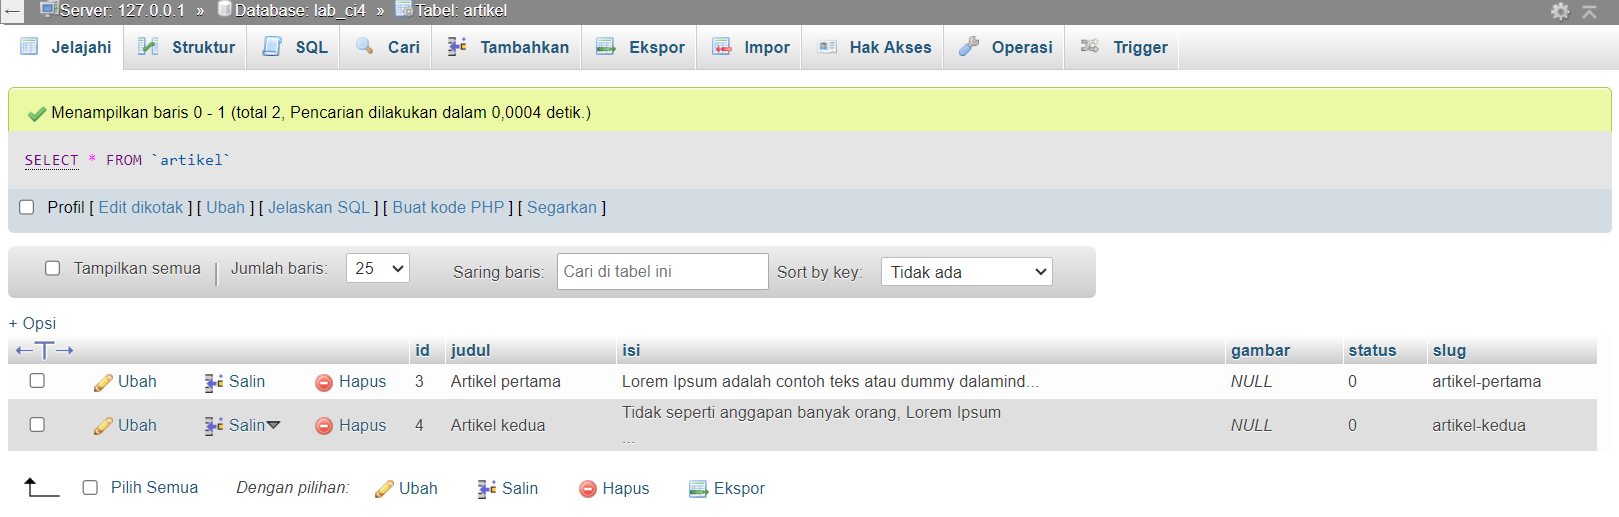 Server: 127.0.0.1 » Database: lab_ci4 » Tabel: artikel
Jelajahi Struktur SQL Cari Tambahkan Ekspor Impor Hak Akses Operasi Trigger
Menampilkan baris 0 - 1 (total 2, Pencarian dilakukan dalam 0,0004 detik.)
SELECT * FROM `artikel`
Profil [ Edit dikotak ] [ Ubah ] [ Jelaskan SQL ] [ Buat kode PHP ] [ Segarkan ]
Tampilkan semua | Jumlah baris: 25 Saring baris: Cari di tabel ini Sort by key: Tidak ada
+ Opsi
←T→ id judul isi gambar status slug
Ubah Salin Hapus 3 Artikel pertama Lorem Ipsum adalah contoh teks atau dummy dalamind... NULL 0 artikel-pertama
Ubah Salin Hapus 4 Artikel kedua Tidak seperti anggapan banyak orang, Lorem Ipsum
... NULL 0 artikel-kedua
Pilih Semua Dengan pilihan: Ubah Salin Hapus Ekspor